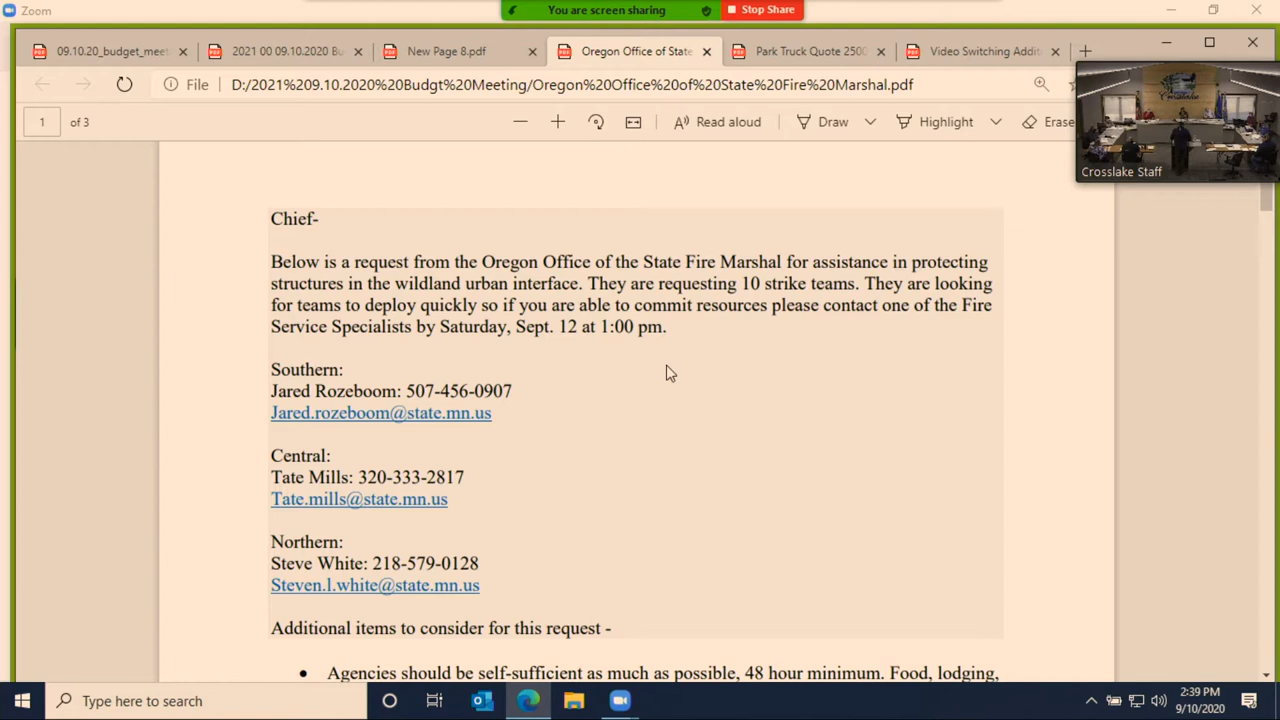 Zoom
You are screen sharing
Stop Share
09.10.20_budget_meet
2021 00 09.10.2020 Bu
New Page 8.pdf
Oregon Office of State
Park Truck Quote 2500
Video Switching Addit
File
D:/2021%209.10.2020%20Budgt%20Meeting/Oregon%20Office%20of%20State%20Fire%20Marshal.pdf
1 of 3
Read aloud
Draw
Highlight
Erase
Crosslake Staff
Chief-
Below is a request from the Oregon Office of the State Fire Marshal for assistance in protecting
structures in the wildland urban interface. They are requesting 10 strike teams. They are looking
for teams to deploy quickly so if you are able to commit resources please contact one of the Fire
Service Specialists by Saturday, Sept. 12 at 1:00 pm.
Southern:
Jared Rozeboom: 507-456-0907
Jared.rozeboom@state.mn.us
Central:
Tate Mills: 320-333-2817
Tate.mills@state.mn.us
Northern:
Steve White: 218-579-0128
Steven.l.white@state.mn.us
Additional items to consider for this request -
• Agencies should be self-sufficient as much as possible, 48 hour minimum. Food, lodging,
Type here to search
2:39 PM
9/10/2020